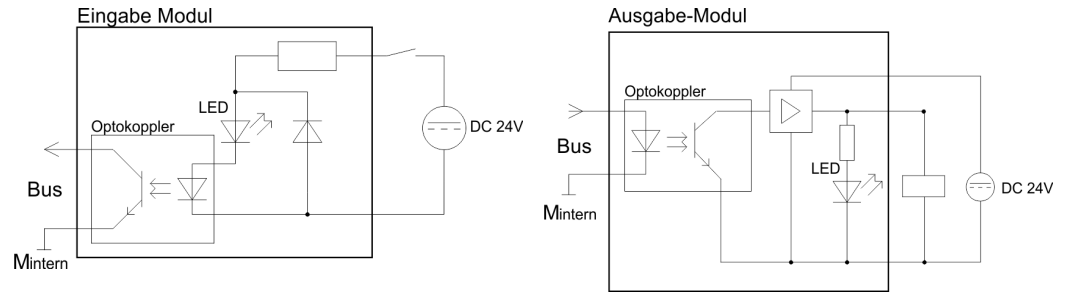 Eingabe Modul
LED
Optokoppler
DC 24V
Bus
Mintern
Ausgabe-Modul
Optokoppler
Bus
LED
DC 24V
Mintern